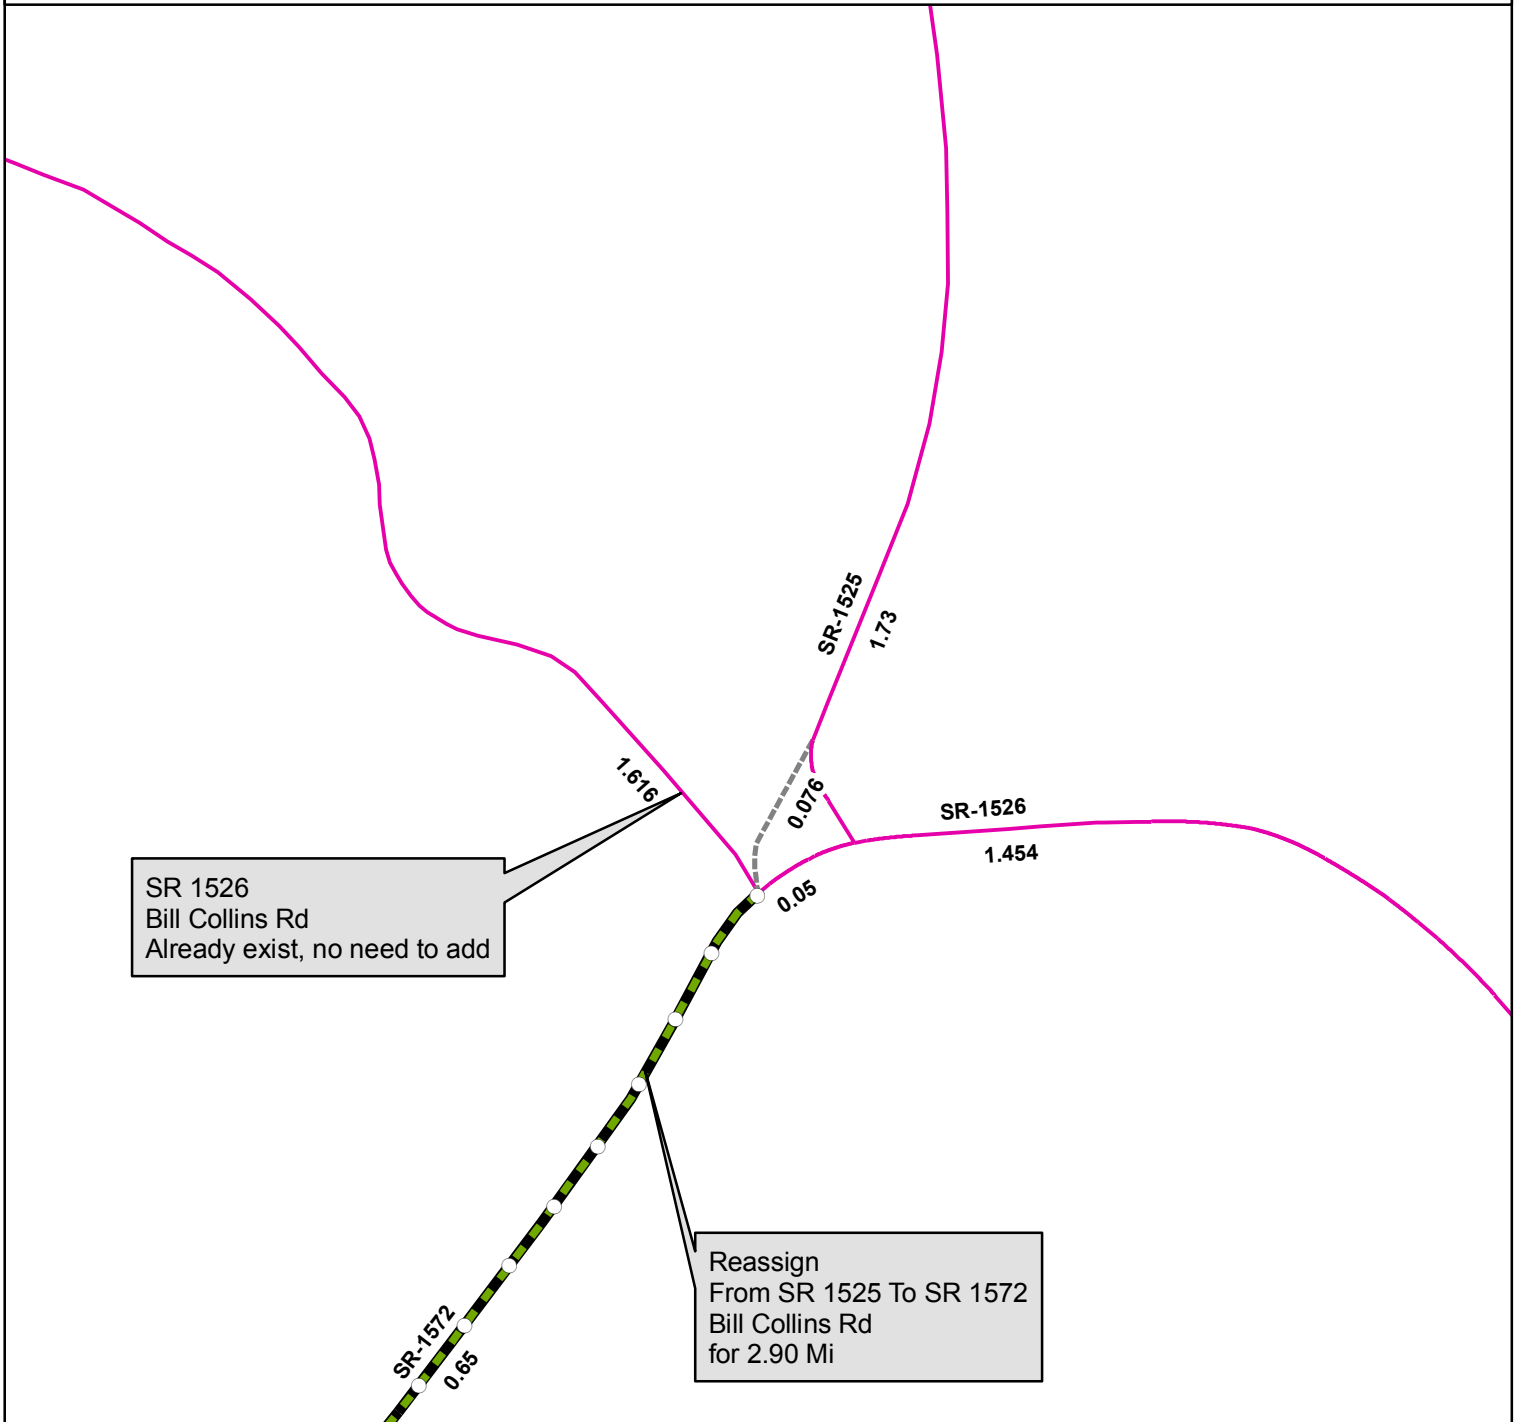 SR-1525
1.73
1.616
0.076
SR-1526
1.454
0.05
SR 1526
Bill Collins Rd
Already exist, no need to add
Reassign
From SR 1525 To SR 1572
Bill Collins Rd
for 2.90 Mi
SR-1572
0.65